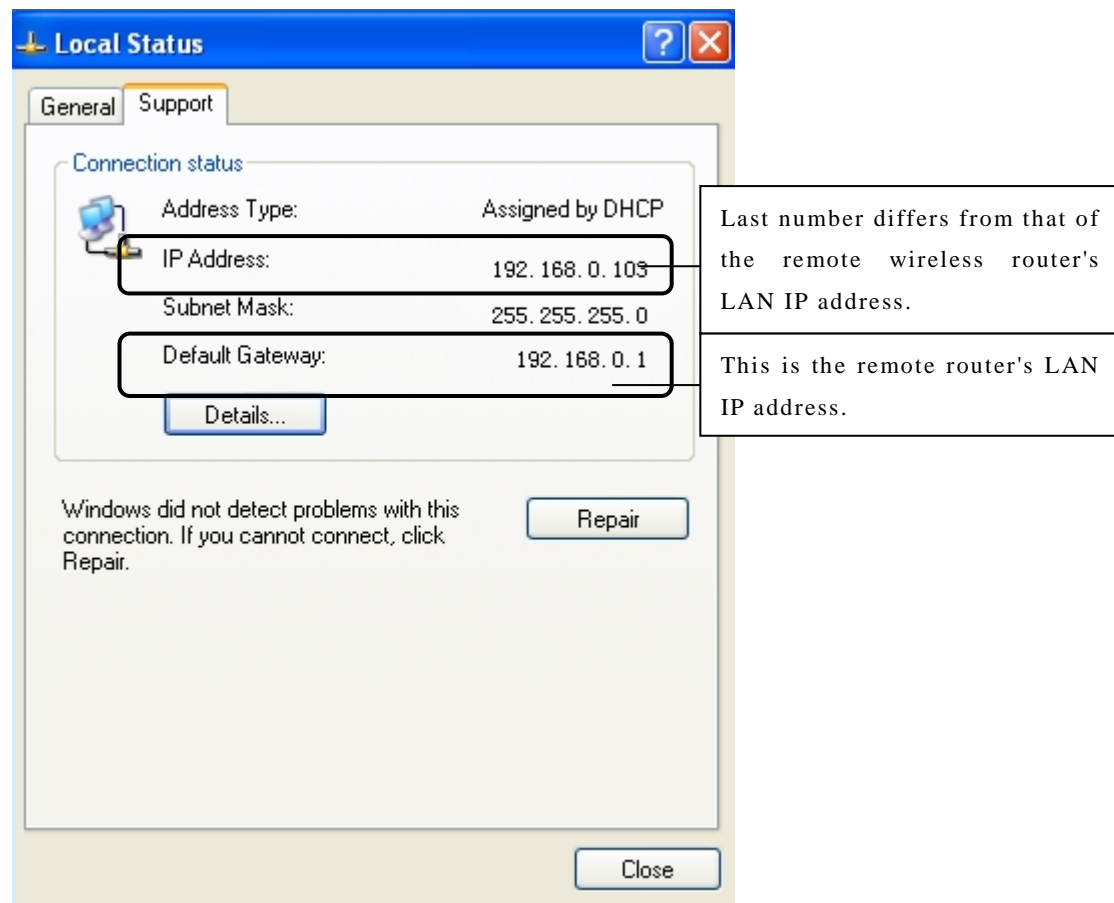 Local Status
General Support
Connection status
Address Type: Assigned by DHCP
IP Address: 192.168.0.103
Subnet Mask: 255.255.255.0
Default Gateway: 192.168.0.1
Details...
Windows did not detect problems with this
connection. If you cannot connect, click
Repair.
Repair
Close
Last number differs from that of
the remote wireless router's
LAN IP address.
This is the remote router's LAN
IP address.